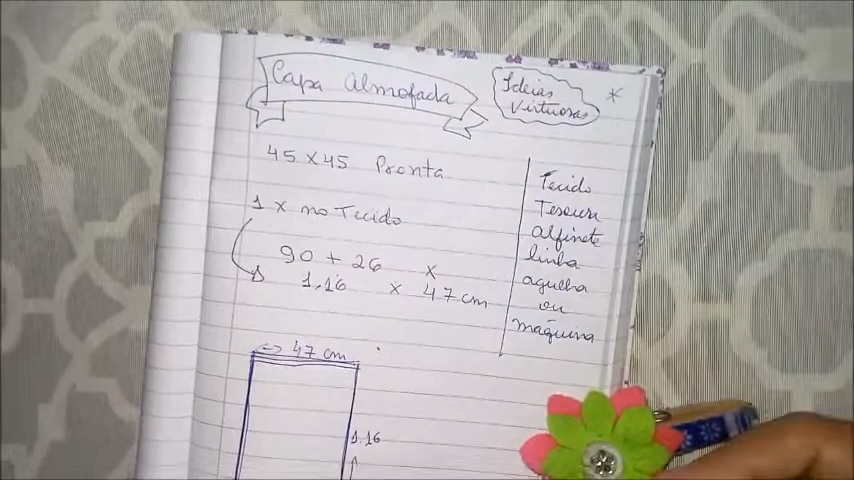 Capa Almofada
Ideias
Virtuosas
*
45 x 45 Pronta
1 x no Tecido
90 + 26 x
1.16 x 47 cm
Tecido
Tesoura
alfinete
linha
agulha
ou
máquina
47 cm
1.16